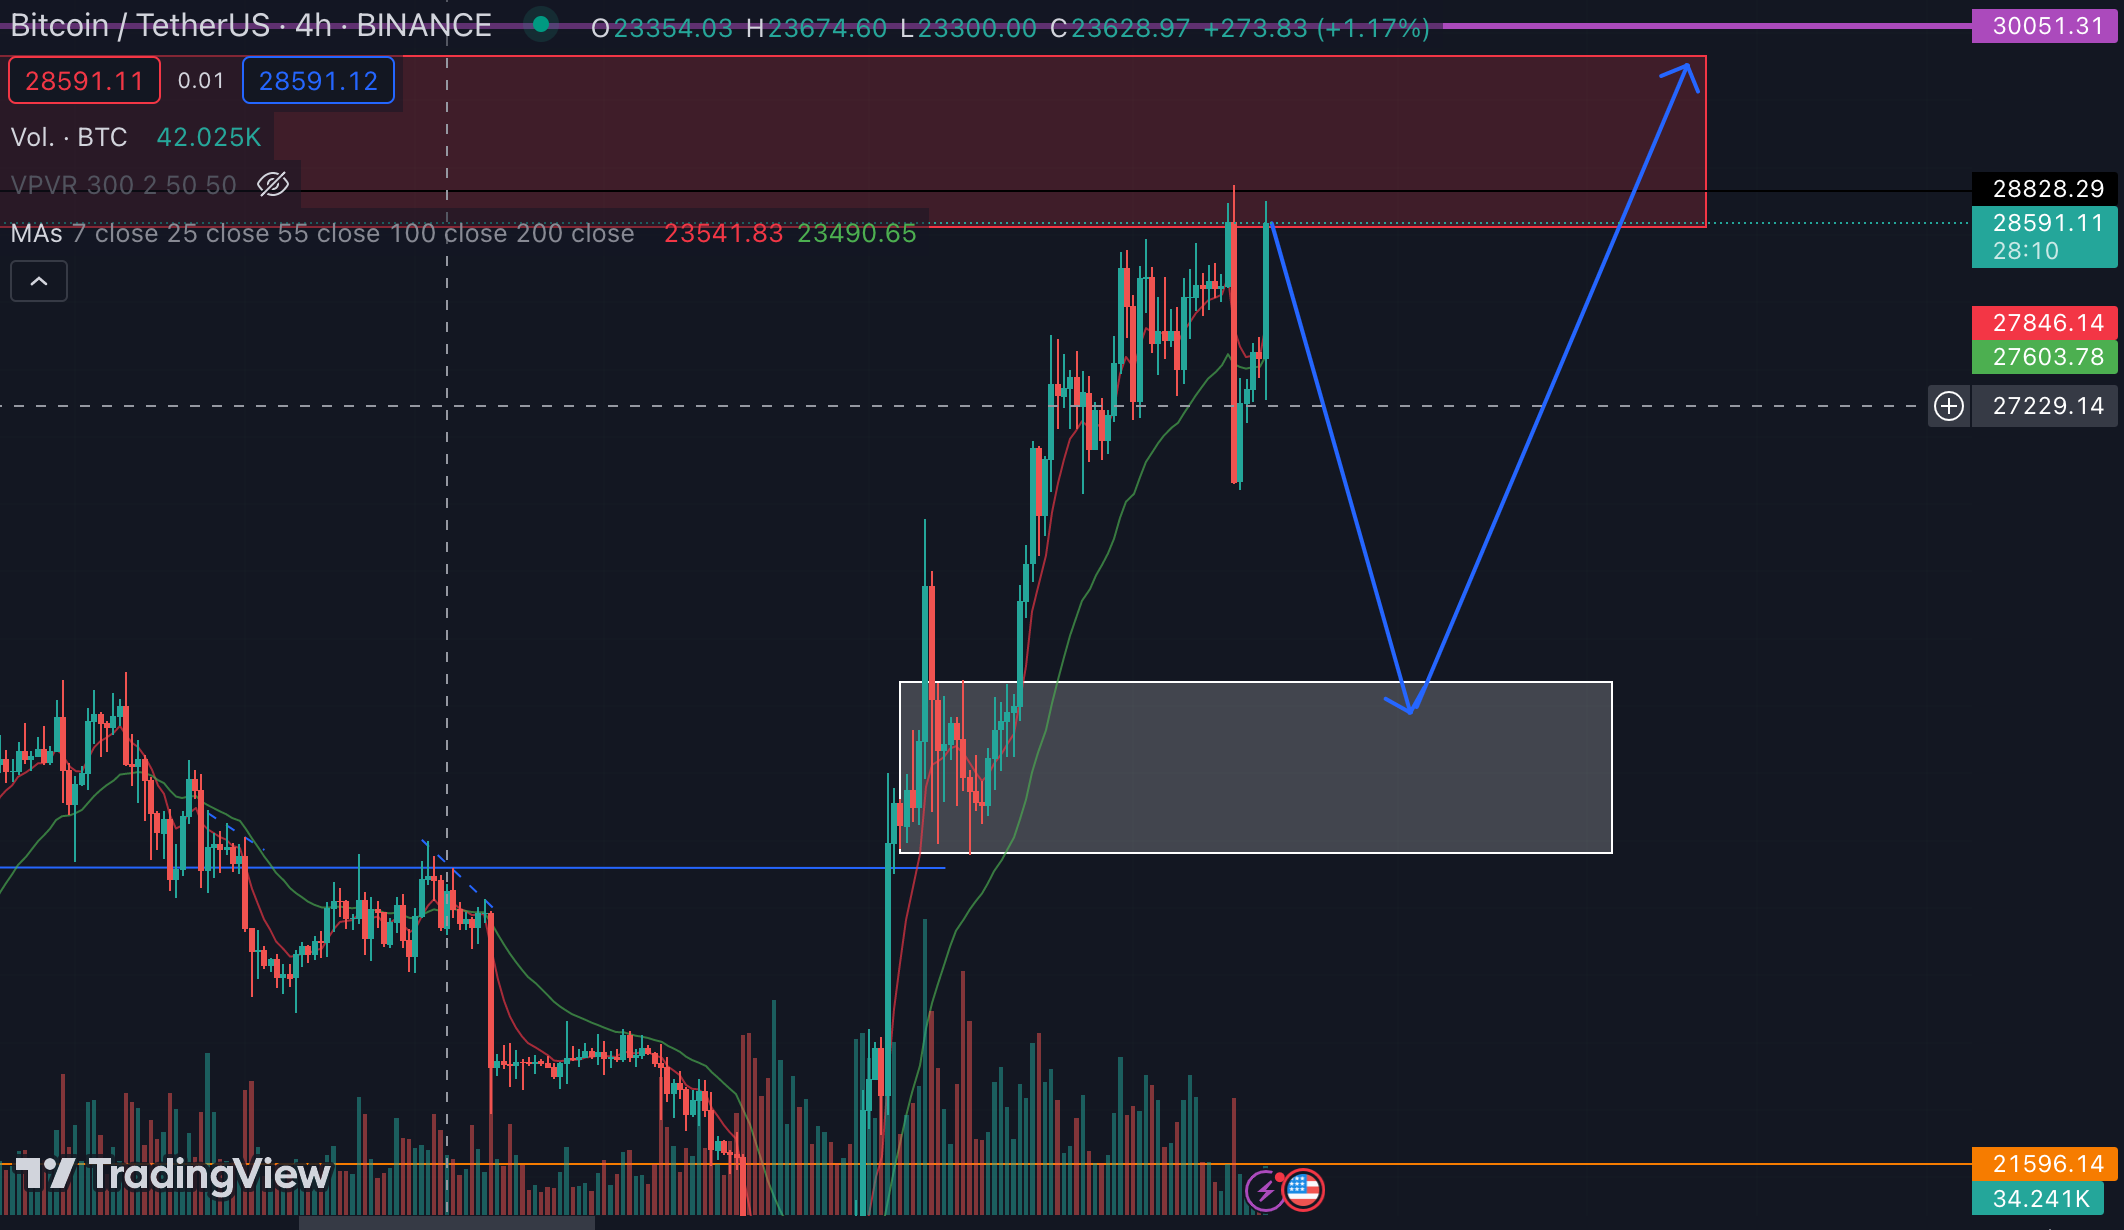 Bitcoin / TetherUS · 4h · BINANCE O23354.03 H23674.60 L23300.00 C23628.97 +273.83 (+1.17%)
30051.31
28591.11 0.01 28591.12
Vol. · BTC 42.025K
VPVR 300 2 50 50
28828.29
28591.11
28:10
MAs 7 close 25 close 55 close 100 close 200 close 23541.83 23490.65
27846.14
27603.78
27229.14
21596.14
TradingView
34.241K